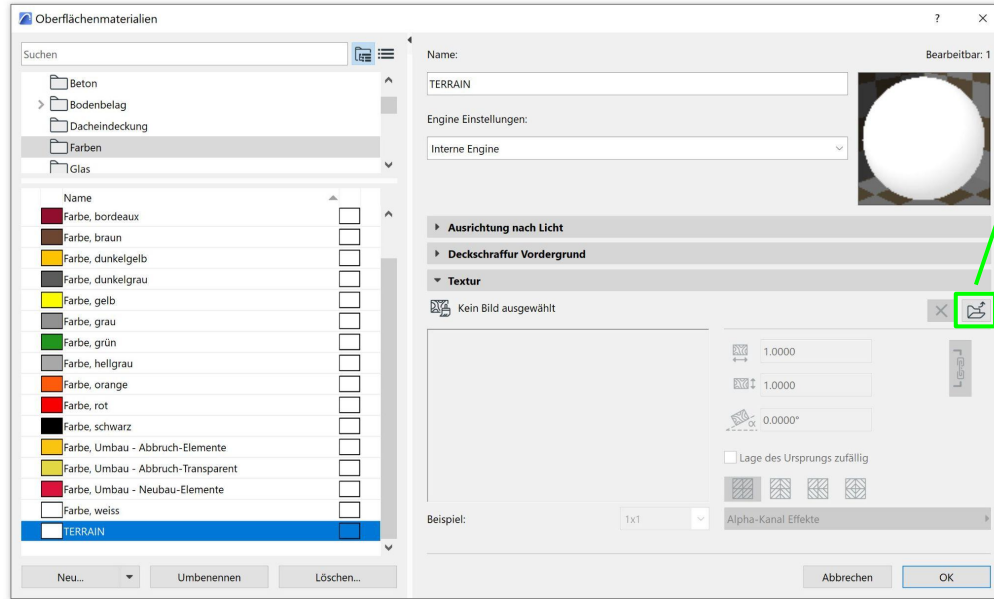 Oberflächenmaterialien
?
Suchen
Beton
Bodenbelag
Dacheindeckung
Farben
Glas
Name
Farbe, bordeaux
Farbe, braun
Farbe, dunkelgelb
Farbe, dunkelgrau
Farbe, gelb
Farbe, grau
Farbe, grün
Farbe, hellgrau
Farbe, orange
Farbe, rot
Farbe, schwarz
Farbe, Umbau - Abbruch-Elemente
Farbe, Umbau - Abbruch-Transparent
Farbe, Umbau - Neubau-Elemente
Farbe, weiss
TERRAIN
Neu...
Umbenennen
Löschen...
Name:
Bearbeitbar: 1
TERRAIN
Engine Einstellungen:
Interne Engine
Ausrichtung nach Licht
Deckschraffur Vordergrund
Textur
Kein Bild ausgewählt
1.0000
1.0000
α 0.0000°
Lage des Ursprungs zufällig
Beispiel:
1x1
Alpha-Kanal Effekte
Abbrechen
OK